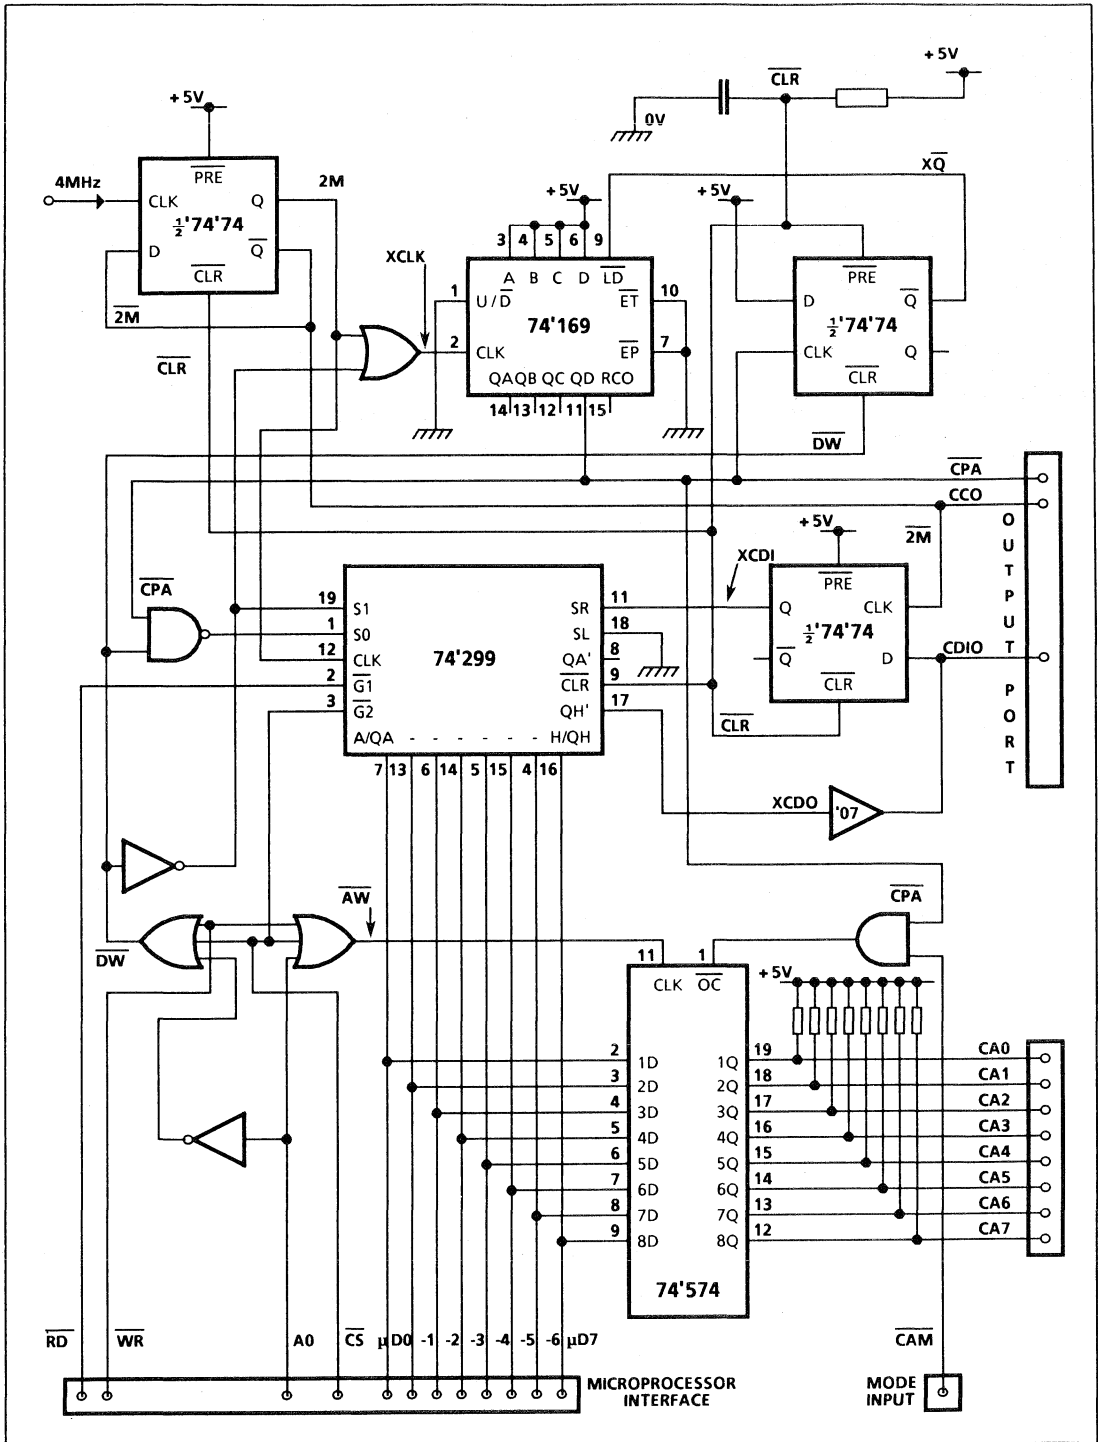 +5V
CLR
+5V
0V
4MHz
PRE
CLK
Q
½'74'74
D
Q
CLR
2M
2M
CLR
XCLK
+5V
3 4 5 6 9
A B C D LD
1
U/D
ET
10
74'169
2
CLK
EP
7
QA QB QC QD RCO
14 13 12 11 15
XQ
+5V
PRE
D
Q
½'74'74
CLK
Q
CLR
DW
CPA
CCO
CDIO
OUTPUT PORT
2M
+5V
XCDI
PRE
Q
CLK
½'74'74
Q
D
CLR
CLR
CPA
19
S1
SR
11
1
S0
SL
18
12
CLK
74'299
QA'
8
2
G1
CLR
9
3
G2
QH'
17
A/QA - - - - - - H/QH
7 13 6 14 5 15 4 16
XCDO
'07
DW
AW
CPA
11
1
CLK
OC
+5V
2
1D
1Q
19
CA0
3
2D
2Q
18
CA1
4
3D
3Q
17
CA2
5
4D
4Q
16
CA3
6
5D
5Q
15
CA4
7
6D
6Q
14
CA5
8
7D
7Q
13
CA6
9
8D
8Q
12
CA7
74'574
RD
WR
A0
CS
µD0 -1 -2 -3 -4 -5 -6 µD7
CAM
MICROPROCESSOR
INTERFACE
MODE
INPUT